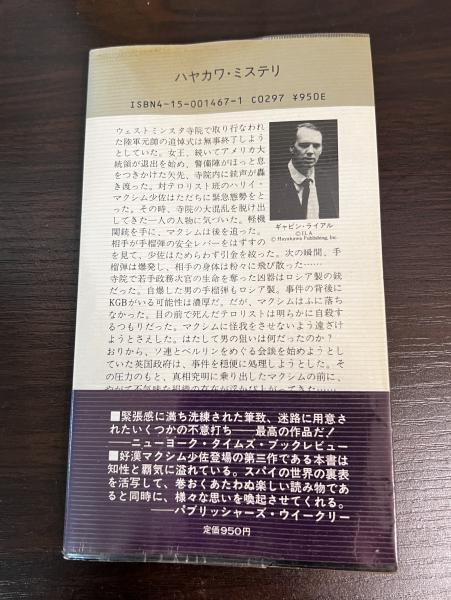 ハヤカワ・ミステリ
ISBN4-15-001467-1 C0297 ¥950E
ウェストミンスタ寺院で取り行なわれ
た陸軍元帥の追悼式は無事終了しよう
としていた。女王、続いてアメリカ大
統領が退出を始め、警備陣がほっと息
をつきかけた矢先、寺院内に銃声が轟
き渡った。対テロリスト班のハリイ・
マクシム少佐はただちに緊急態勢をと
った。その時、寺院の大混乱を脱け出
してきた一人の人物に気づいた。軽機
関銃を手に、マクシムは後を追った。
相手が手榴弾の安全レバーをはずすの
を見て、少佐はためらわず引金を絞った。次の瞬間、手
榴弾は爆発し、相手の身体は粉々に飛び散った……
寺院で若手政務次官の生命を奪った凶器はロシア製の銃
だった。自爆した男の手榴弾もロシア製。事件の背後に
KGBがいる可能性は濃厚だ。だが、マクシムはふに落ち
なかった。目の前で死んだテロリストは明らかに自殺す
るつもりだった。マクシムに怪我をさせないよう遠ざけ
ようとさえした。はたして男の狙いは何だったのか?
おりから、ソ連とベルリンをめぐる会談を始めようとし
ていた英国政府は、事件を穏便に処理しようとした。そ
の圧力のもと、真相究明に乗り出したマクシムの前に、
やがて不気味な組織の存在が浮かび上がってきた……
ギャビン・ライアル
©I.L.A
© Hayakawa Publishing, Inc.
■緊張感に満ち洗練された筆致、迷路に用意さ
れたいくつかの不意打ち——最高の作品だ!
——ニューヨーク・タイムズ・ブックレビュー
■好漢マクシム少佐登場の第三作である本書は
知性と覇気に溢れている。スパイの世界の裏表
を活写して、巻おくあたわぬ楽しい読み物であ
ると同時に、様々な思いを喚起させてくれる。
——パブリッシャーズ・ウイークリー
定価950円